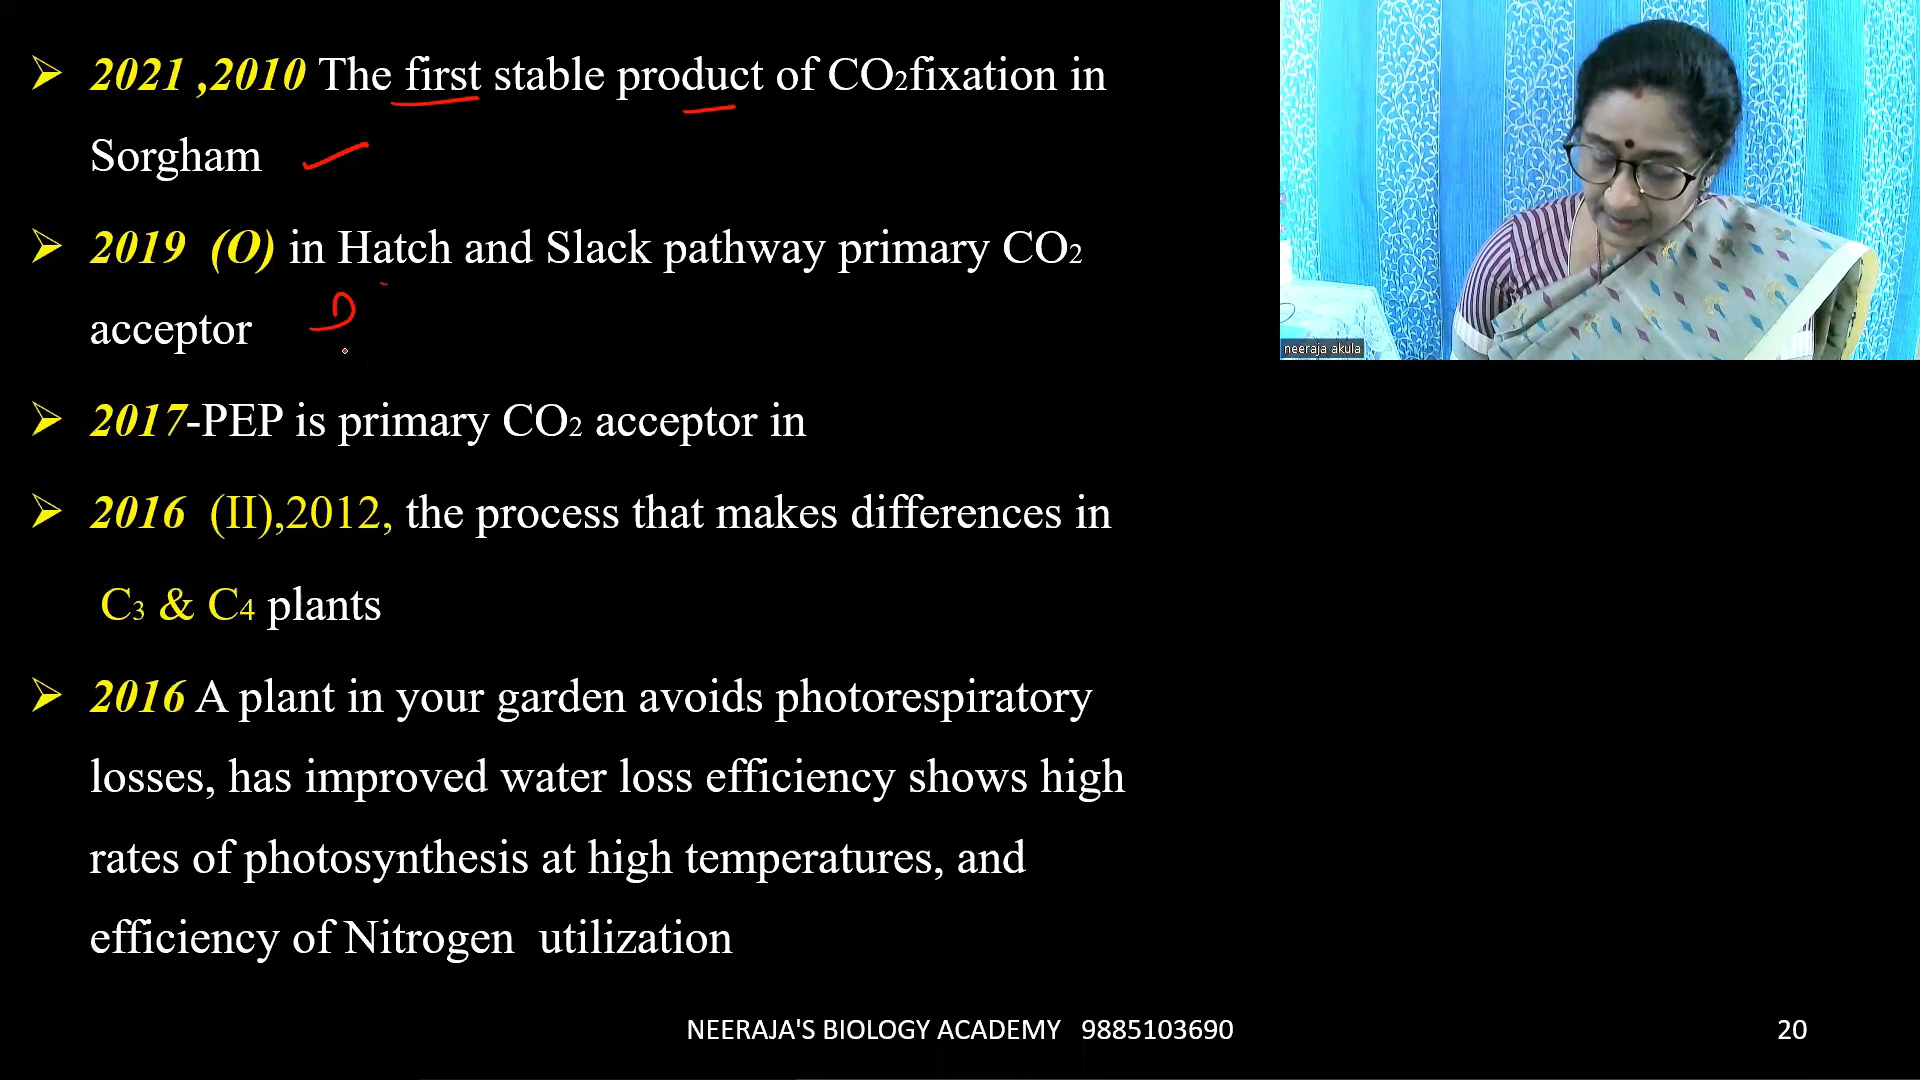 ➢ 2021 ,2010 The first stable product of CO2fixation in
Sorgham
➢ 2019 (O) in Hatch and Slack pathway primary CO2
acceptor
➢ 2017-PEP is primary CO2 acceptor in
➢ 2016 (II),2012, the process that makes differences in
C3 & C4 plants
➢ 2016 A plant in your garden avoids photorespiratory
losses, has improved water loss efficiency shows high
rates of photosynthesis at high temperatures, and
efficiency of Nitrogen utilization
neeraja akula
NEERAJA'S BIOLOGY ACADEMY 9885103690
20